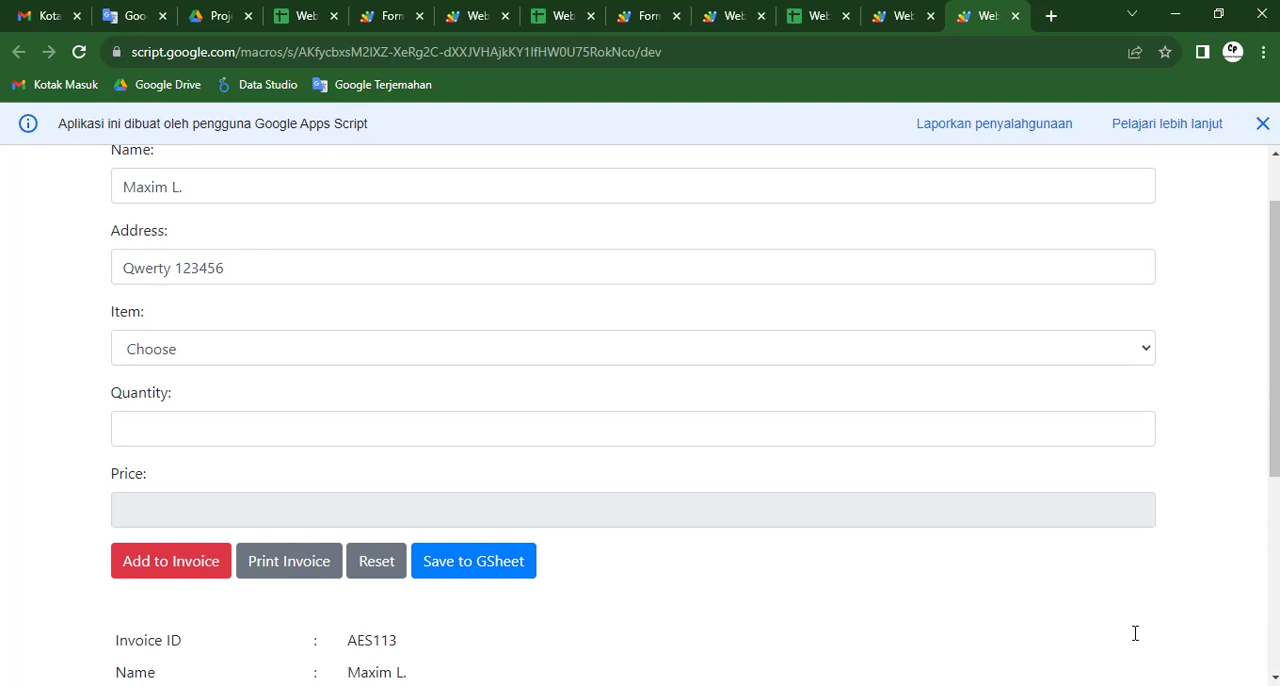 Kota Goo Proj Web Forn Web Web Forn Web Web Web Web
script.google.com/macros/s/AKfycbxsM2lXZ-XeRg2C-dXXJVHAjkKY1lfHW0U75RokNco/dev
Kotak Masuk Google Drive Data Studio Google Terjemahan
Aplikasi ini dibuat oleh pengguna Google Apps Script Laporkan penyalahgunaan Pelajari lebih lanjut
Name:
Maxim L.
Address:
Qwerty 123456
Item:
Choose
Quantity:
Price:
Add to Invoice Print Invoice Reset Save to GSheet
Invoice ID : AES113
Name : Maxim L.